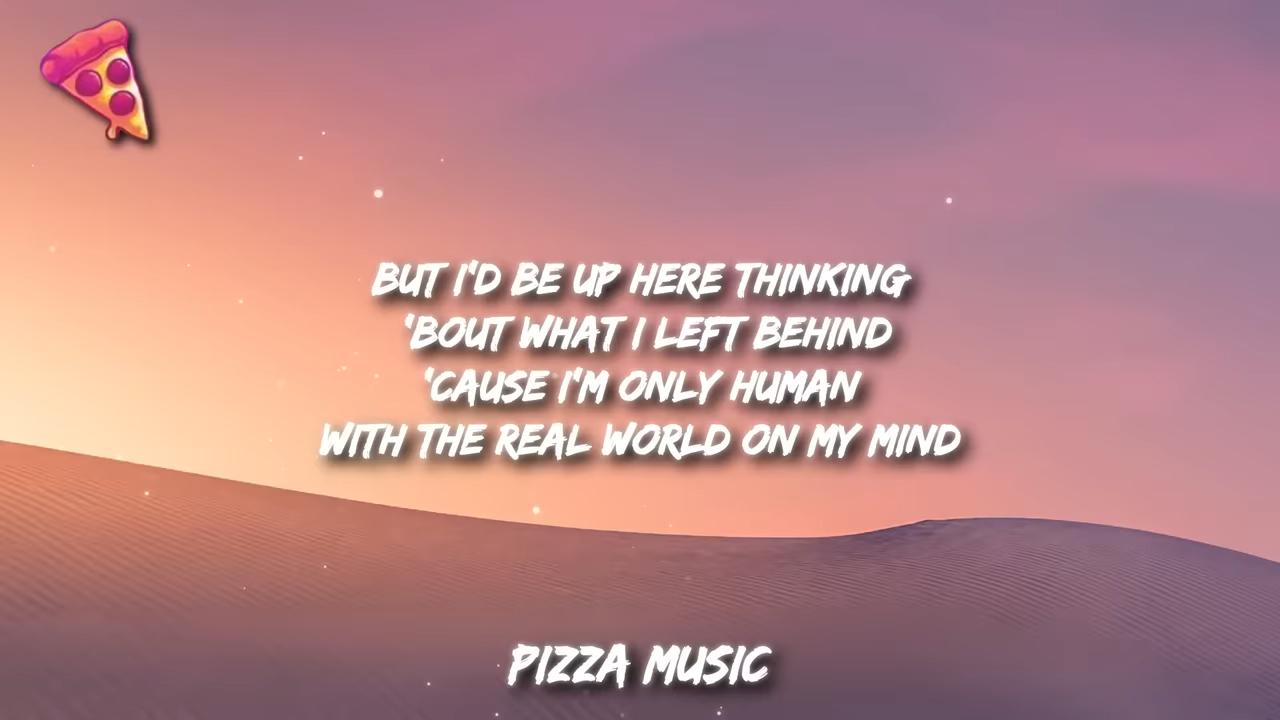 BUT I'D BE UP HERE THINKING
'BOUT WHAT I LEFT BEHIND
'CAUSE I'M ONLY HUMAN
WITH THE REAL WORLD ON MY MIND
PIZZA MUSIC